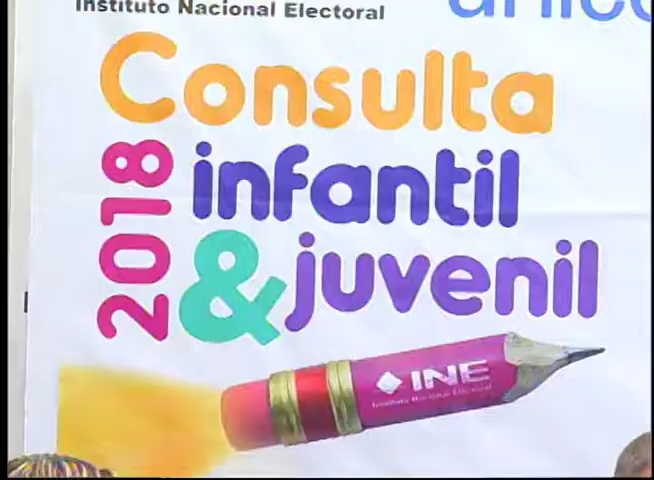 Instituto Nacional Electoral
Consulta
2018
infantil
& juvenil
INE
Instituto Nacional Electoral